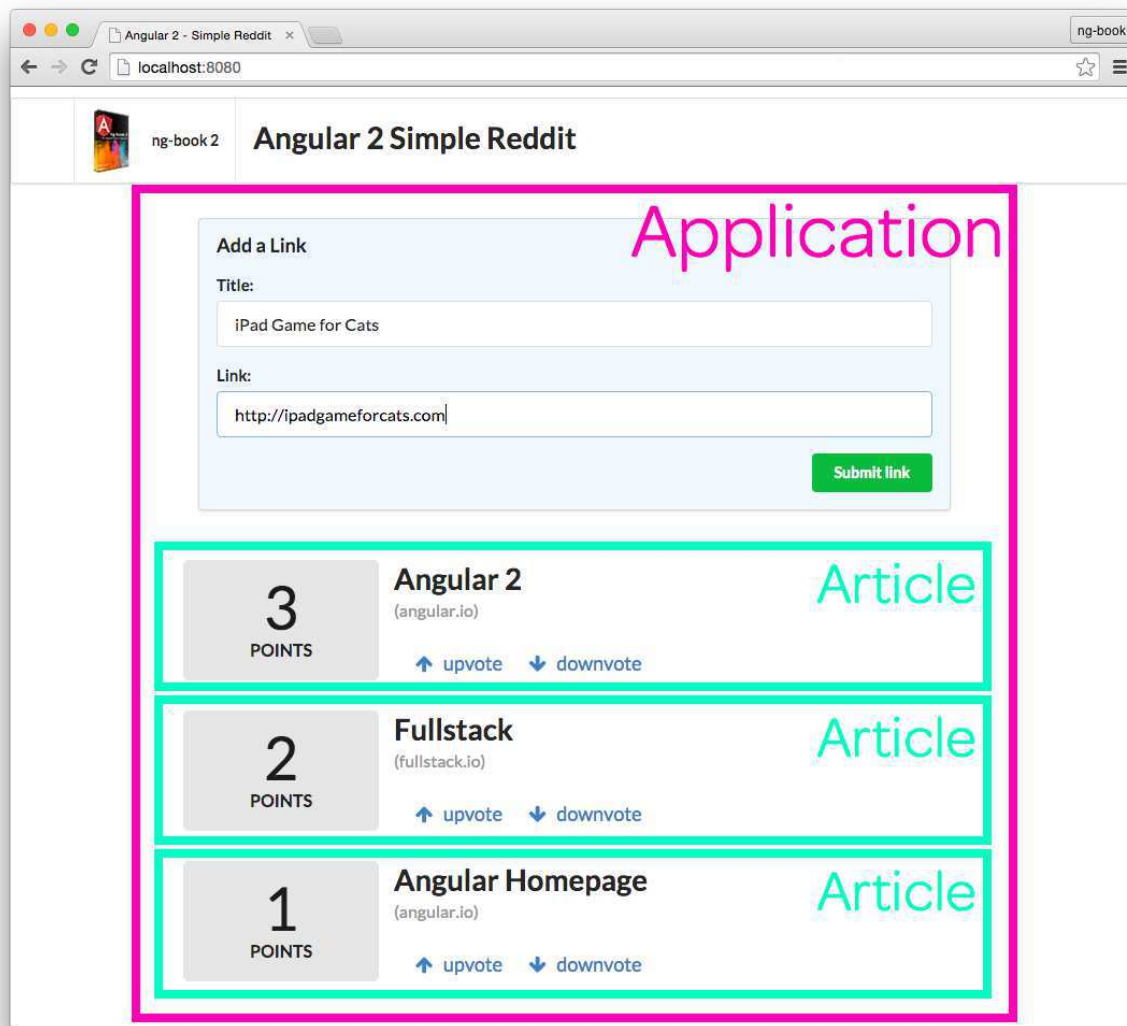 Angular 2 - Simple Reddit
ng-book
localhost:8080
ng-book 2
Angular 2 Simple Reddit
Application
Add a Link
Title:
iPad Game for Cats
Link:
http://ipadgameforcats.com
Submit link
3
POINTS
Angular 2
(angular.io)
upvote downvote
Article
2
POINTS
Fullstack
(fullstack.io)
upvote downvote
Article
1
POINTS
Angular Homepage
(angular.io)
upvote downvote
Article